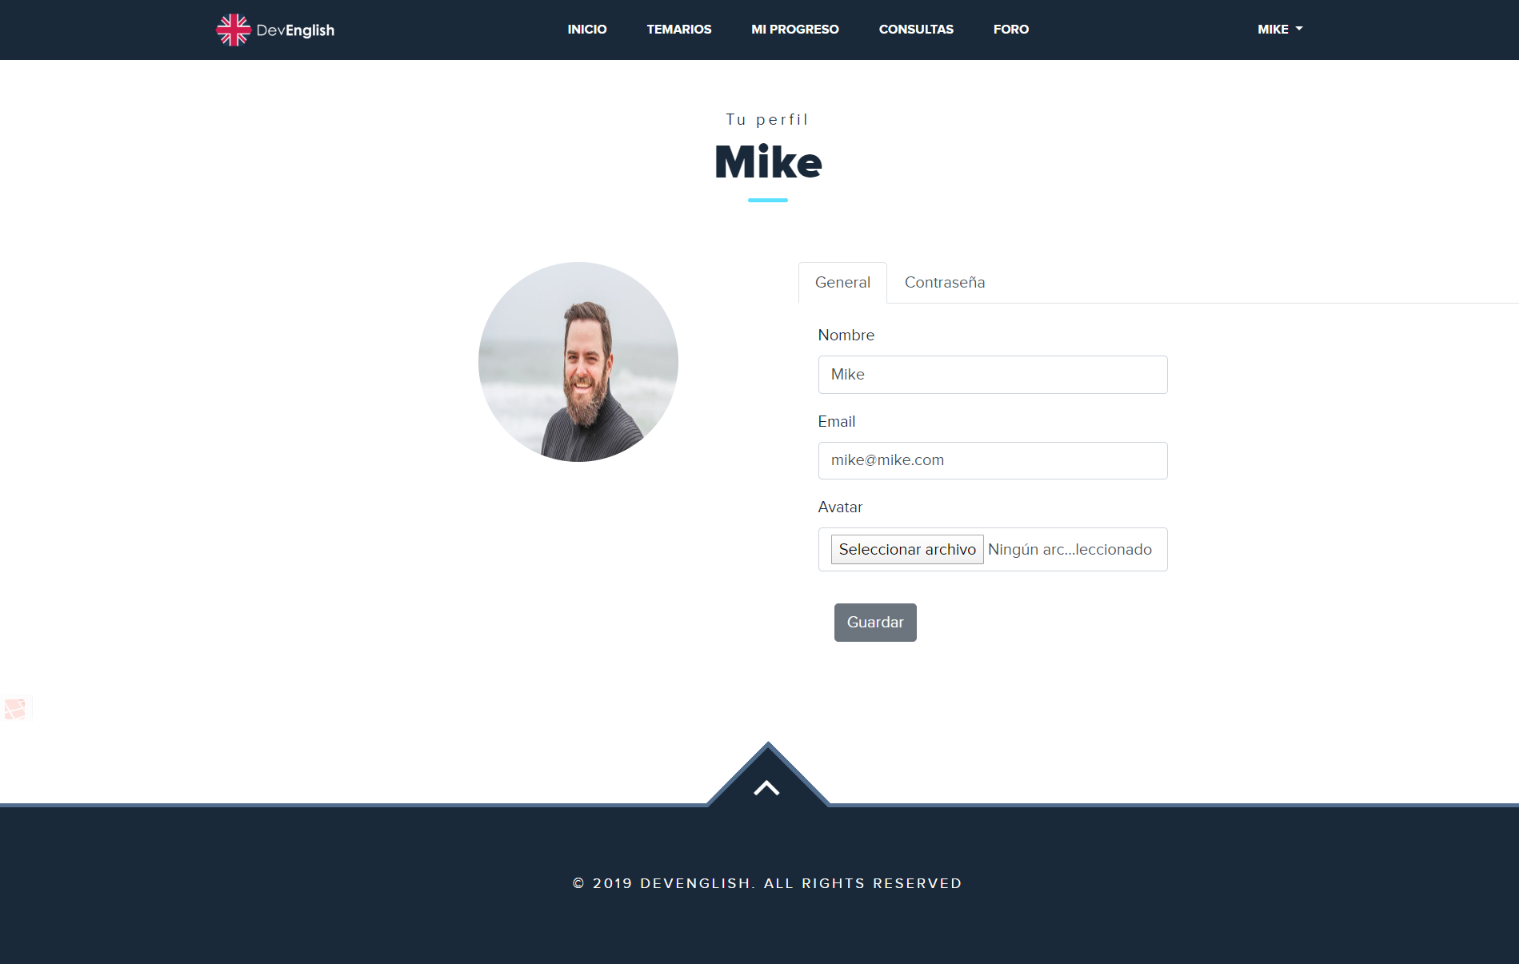 DevEnglish
INICIO TEMARIOS MI PROGRESO CONSULTAS FORO MIKE
Tu perfil
Mike
General Contraseña
Nombre
Mike
Email
mike@mike.com
Avatar
Seleccionar archivo Ningún arc...leccionado
Guardar
© 2019 DEVENGLISH. ALL RIGHTS RESERVED